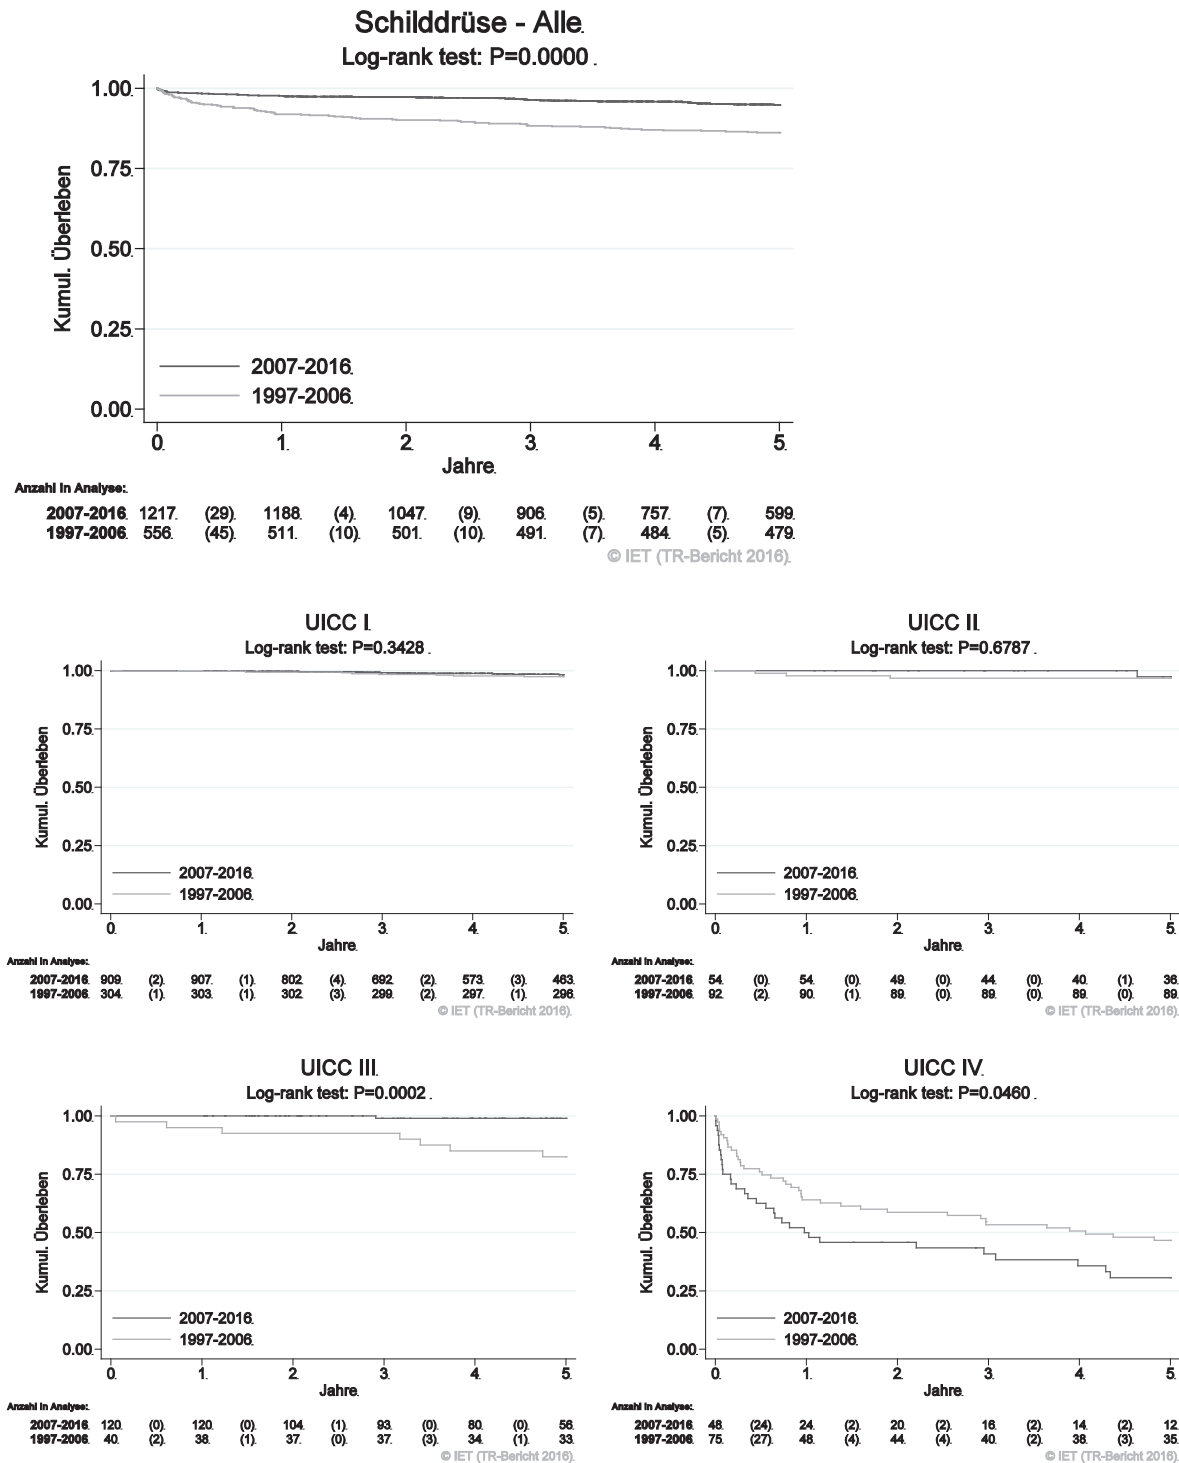 Schilddrüse - Alle
Log-rank test: P=0.0000
1.00
0.75
0.50
0.25
0.00
Kumul. Überleben
2007-2016
1997-2006
0 1 2 3 4 5
Jahre
Anzahl in Analyse:
2007-2016 1217 (29) 1188 (4) 1047 (9) 906 (5) 757 (7) 599
1997-2006 556 (45) 511 (10) 501 (10) 491 (7) 484 (5) 479
© IET (TR-Bericht 2016)
UICC I
Log-rank test: P=0.3428
1.00
0.75
0.50
0.25
0.00
Kumul. Überleben
2007-2016
1997-2006
0 1 2 3 4 5
Jahre
Anzahl in Analyse:
2007-2016 909 (2) 907 (1) 802 (4) 692 (2) 573 (3) 463
1997-2006 304 (1) 303 (1) 302 (3) 299 (2) 297 (1) 296
© IET (TR-Bericht 2016)
UICC II
Log-rank test: P=0.6787
1.00
0.75
0.50
0.25
0.00
Kumul. Überleben
2007-2016
1997-2006
0 1 2 3 4 5
Jahre
Anzahl in Analyse:
2007-2016 54 (0) 54 (0) 49 (0) 44 (0) 40 (1) 36
1997-2006 92 (2) 90 (1) 89 (0) 89 (0) 89 (0) 89
© IET (TR-Bericht 2016)
UICC III
Log-rank test: P=0.0002
1.00
0.75
0.50
0.25
0.00
Kumul. Überleben
2007-2016
1997-2006
0 1 2 3 4 5
Jahre
Anzahl in Analyse:
2007-2016 120 (0) 120 (0) 104 (1) 93 (0) 80 (0) 56
1997-2006 40 (2) 38 (1) 37 (0) 37 (3) 34 (1) 33
© IET (TR-Bericht 2016)
UICC IV
Log-rank test: P=0.0460
1.00
0.75
0.50
0.25
0.00
Kumul. Überleben
2007-2016
1997-2006
0 1 2 3 4 5
Jahre
Anzahl in Analyse:
2007-2016 48 (24) 24 (2) 20 (2) 16 (2) 14 (2) 12
1997-2006 75 (27) 48 (4) 44 (4) 40 (2) 38 (3) 35
© IET (TR-Bericht 2016)